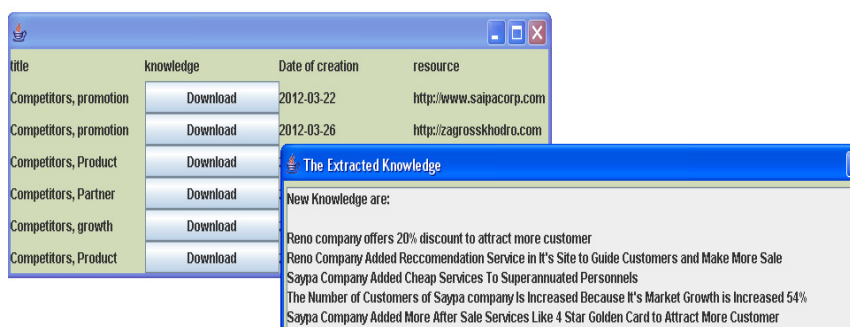 title knowledge Date of creation resource
Competitors, promotion Download 2012-03-22 http://www.saipacorp.com
Competitors, promotion Download 2012-03-26 http://zagrosskhodro.com
Competitors, Product Download
Competitors, Partner Download
Competitors, growth Download
Competitors, Product Download
The Extracted Knowledge
New Knowledge are:
Reno company offers 20% discount to attract more customer
Reno Company Added Reccomendation Service in It's Site to Guide Customers and Make More Sale
Saypa Company Added Cheap Services To Superannuated Personnels
The Number of Customers of Saypa company Is Increased Because It's Market Growth is Increased 54%
Saypa Company Added More After Sale Services Like 4 Star Golden Card to Attract More Customer